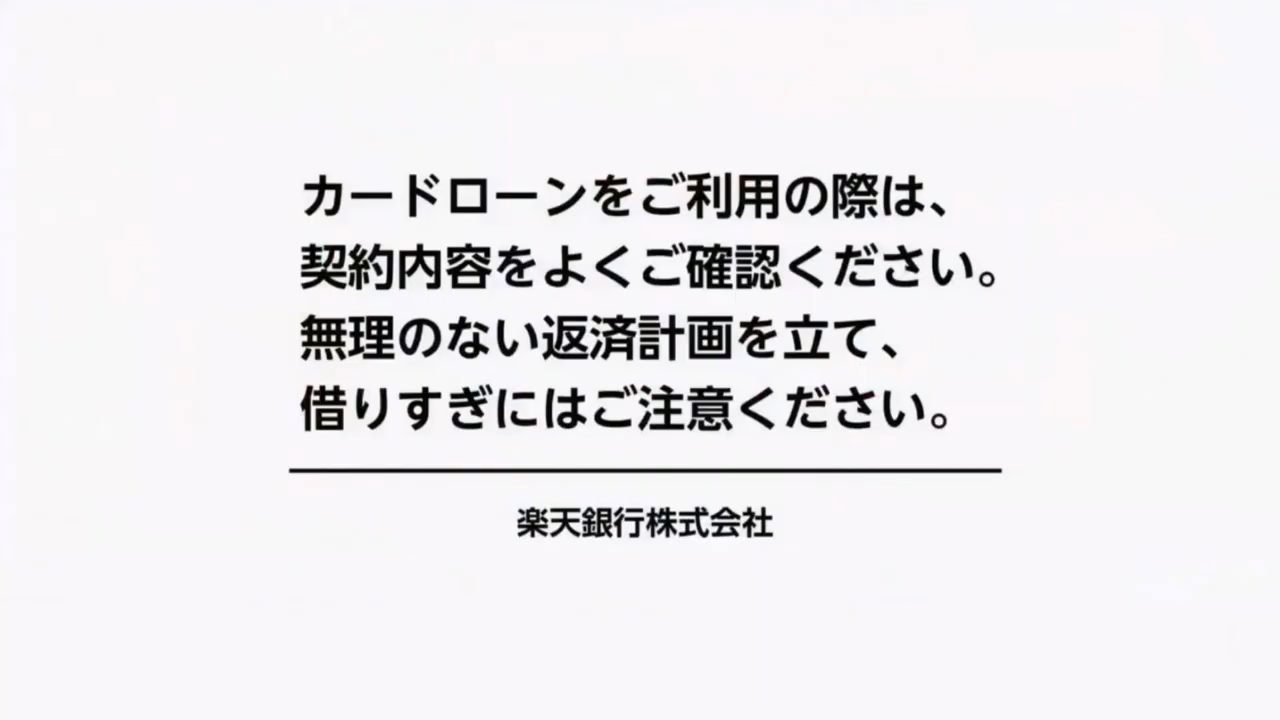 カードローンをご利用の際は、
契約内容をよくご確認ください。
無理のない返済計画を立て、
借りすぎにはご注意ください。
楽天銀行株式会社